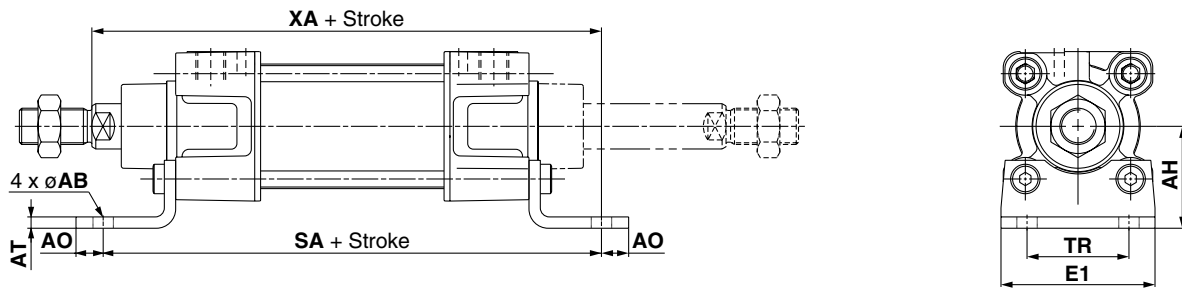 XA + Stroke
4 x øAB
AT
AO
SA + Stroke
AO
AH
TR
E1